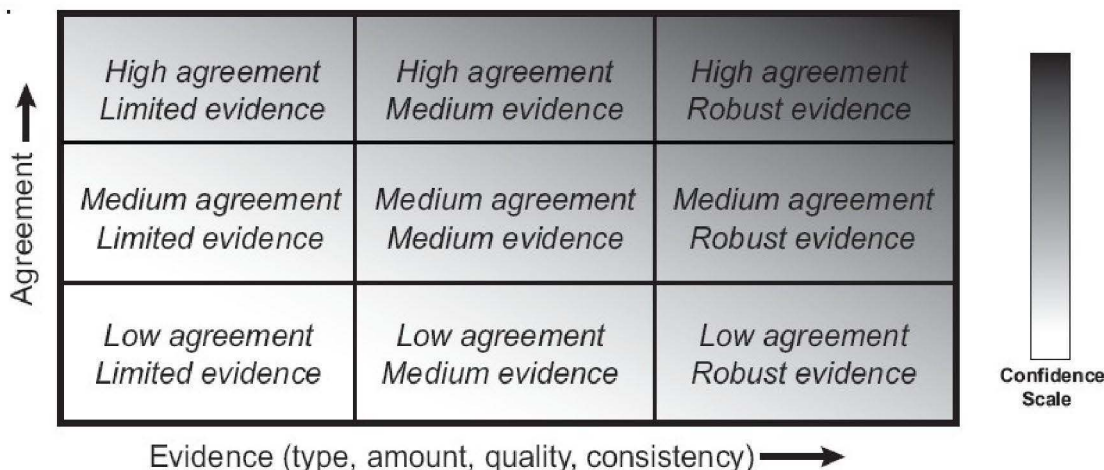 High agreement
Limited evidence
High agreement
Medium evidence
High agreement
Robust evidence
Medium agreement
Limited evidence
Medium agreement
Medium evidence
Medium agreement
Robust evidence
Low agreement
Limited evidence
Low agreement
Medium evidence
Low agreement
Robust evidence
Agreement
Evidence (type, amount, quality, consistency)
Confidence
Scale